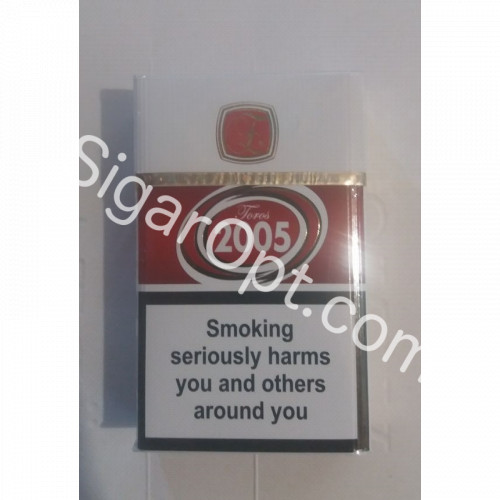 Toros
2005
Smoking
seriously harms
you and others
around you
SigarOpt.com